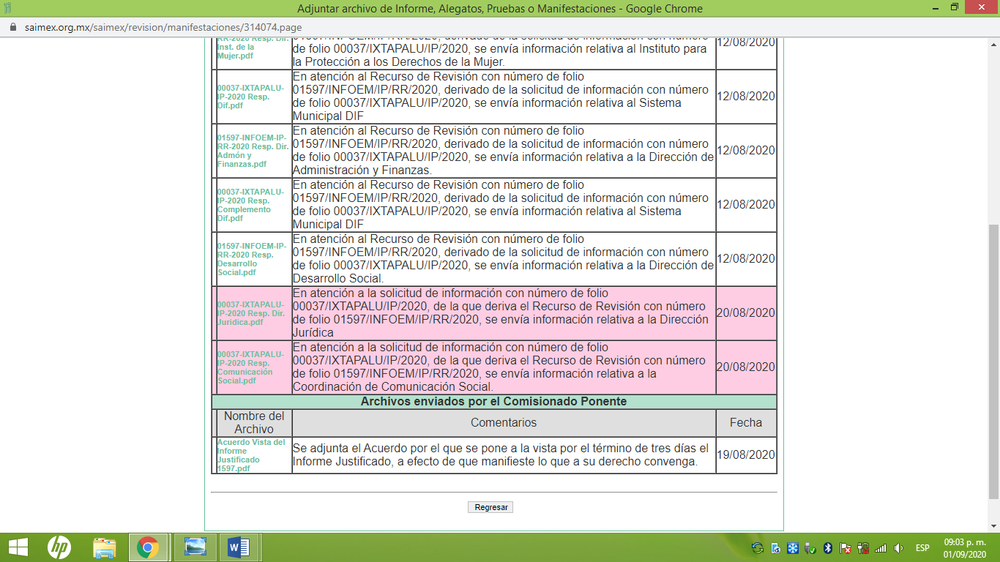 Adjuntar archivo de Informe, Alegatos, Pruebas o Manifestaciones - Google Chrome
saimex.org.mx/saimex/revision/manifestaciones/314074.page
RR-2020 Resp. Dir.
Inst. de la
Mujer.pdf
01597/INFOEM/IP/RR/2020, derivado de la solicitud de información con número
de folio 00037/IXTAPALU/IP/2020, se envía información relativa al Instituto para
la Protección a los Derechos de la Mujer.
12/08/2020
00037-IXTAPALU-
IP-2020 Resp.
Dif.pdf
En atención al Recurso de Revisión con número de folio
01597/INFOEM/IP/RR/2020, derivado de la solicitud de información con número
de folio 00037/IXTAPALU/IP/2020, se envía información relativa al Sistema
Municipal DIF
12/08/2020
01597-INFOEM-IP-
RR-2020 Resp. Dir.
Admón y
Finanzas.pdf
En atención al Recurso de Revisión con número de folio
01597/INFOEM/IP/RR/2020, derivado de la solicitud de información con número
de folio 00037/IXTAPALU/IP/2020, se envía información relativa a la Dirección de
Administración y Finanzas.
12/08/2020
00037-IXTAPALU-
IP-2020 Resp.
Complemento
Dif.pdf
En atención al Recurso de Revisión con número de folio
01597/INFOEM/IP/RR/2020, derivado de la solicitud de información con número
de folio 00037/IXTAPALU/IP/2020, se envía información relativa al Sistema
Municipal DIF
12/08/2020
01597-INFOEM-IP-
RR-2020 Resp.
Desarrollo
Social.pdf
En atención al Recurso de Revisión con número de folio
01597/INFOEM/IP/RR/2020, derivado de la solicitud de información con número
de folio 00037/IXTAPALU/IP/2020, se envía información relativa a la Dirección de
Desarrollo Social.
12/08/2020
00037-IXTAPALU-
IP-2020 Resp. Dir.
Juridica.pdf
En atención a la solicitud de información con número de folio
00037/IXTAPALU/IP/2020, de la que deriva el Recurso de Revisión con número
de folio 01597/INFOEM/IP/RR/2020, se envía información relativa a la Dirección
Jurídica
20/08/2020
00037-IXTAPALU-
IP-2020 Resp.
Comunicación
Social.pdf
En atención a la solicitud de información con número de folio
00037/IXTAPALU/IP/2020, de la que deriva el Recurso de Revisión con número
de folio 01597/INFOEM/IP/RR/2020, se envía información relativa a la
Coordinación de Comunicación Social.
20/08/2020
Archivos enviados por el Comisionado Ponente
Nombre del
Archivo
Comentarios
Fecha
Acuerdo Vista del
Informe
Justificado
1597.pdf
Se adjunta el Acuerdo por el que se pone a la vista por el término de tres días el
Informe Justificado, a efecto de que manifieste lo que a su derecho convenga.
19/08/2020
Regresar
hp
ESP
09:03 p. m.
01/09/2020